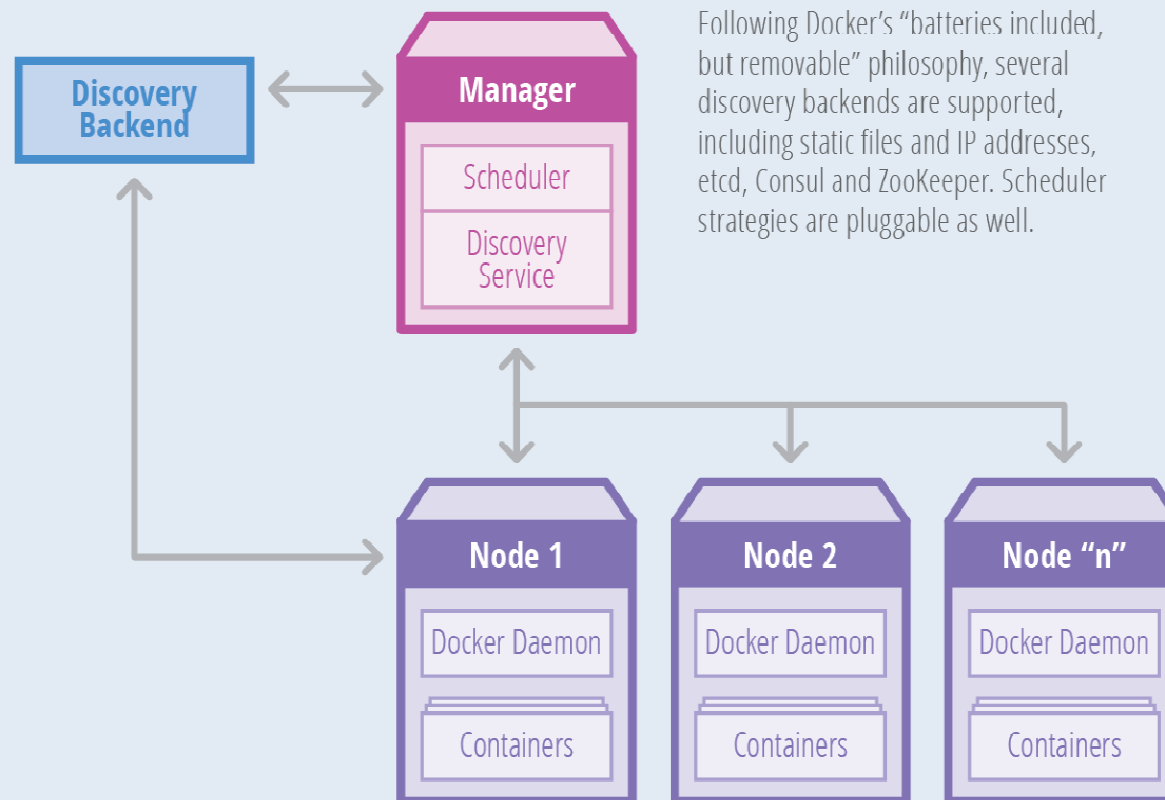 Following Docker’s “batteries included,
but removable” philosophy, several
discovery backends are supported,
including static files and IP addresses,
etcd, Consul and ZooKeeper. Scheduler
strategies are pluggable as well.
Discovery
Backend
Manager
Scheduler
Discovery
Service
Node 1
Docker Daemon
Containers
Node 2
Docker Daemon
Containers
Node “n”
Docker Daemon
Containers